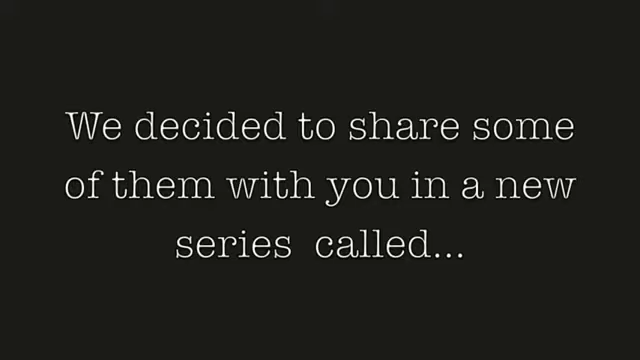 We decided to share some
of them with you in a new
series  called...